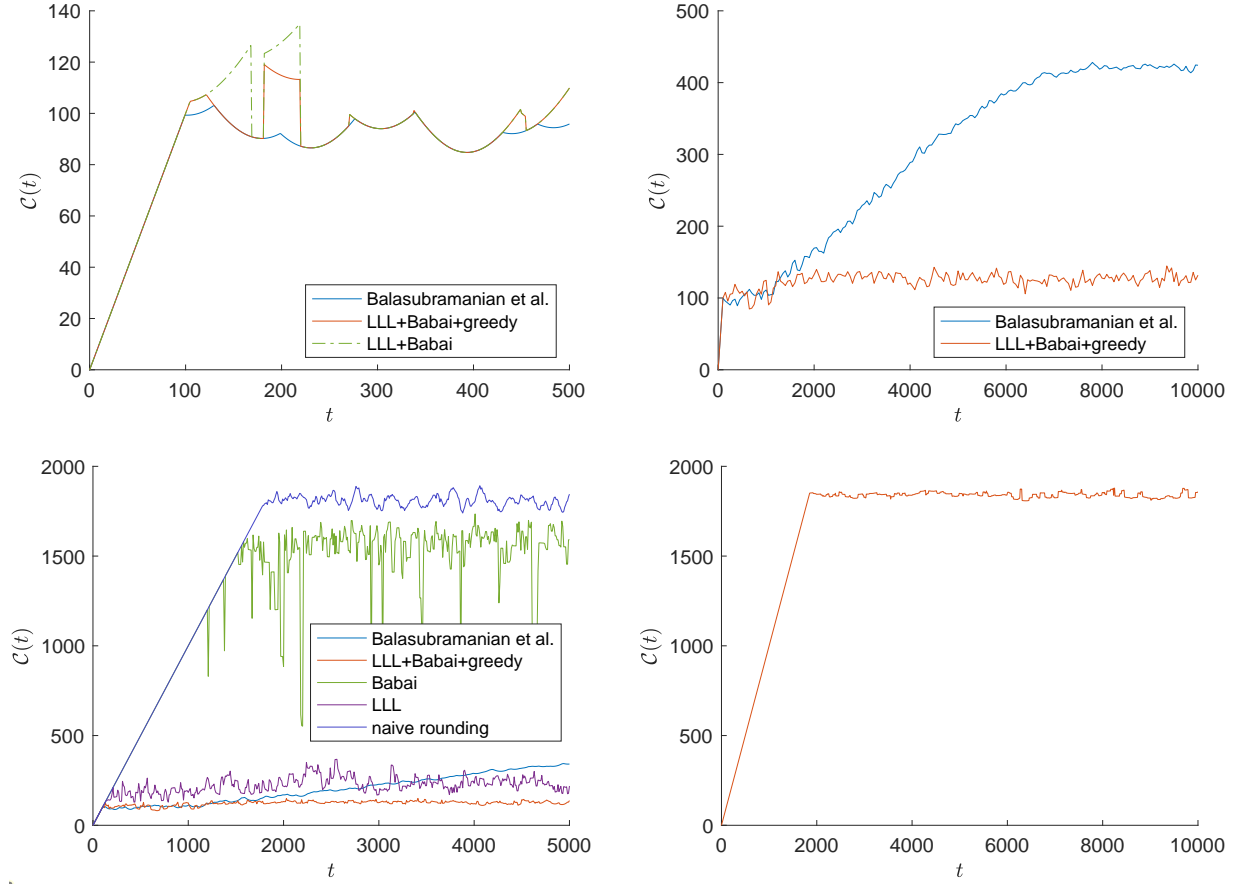 140
120
100
80
60
40
20
0
C(t)
0 100 200 300 400 500
t
Balasubramanian et al.
LLL+Babai+greedy
LLL+Babai
500
400
300
200
100
0
C(t)
0 2000 4000 6000 8000 10000
t
Balasubramanian et al.
LLL+Babai+greedy
2000
1500
1000
500
0
C(t)
0 1000 2000 3000 4000 5000
t
Balasubramanian et al.
LLL+Babai+greedy
Babai
LLL
naive rounding
2000
1500
1000
500
0
C(t)
0 2000 4000 6000 8000 10000
t